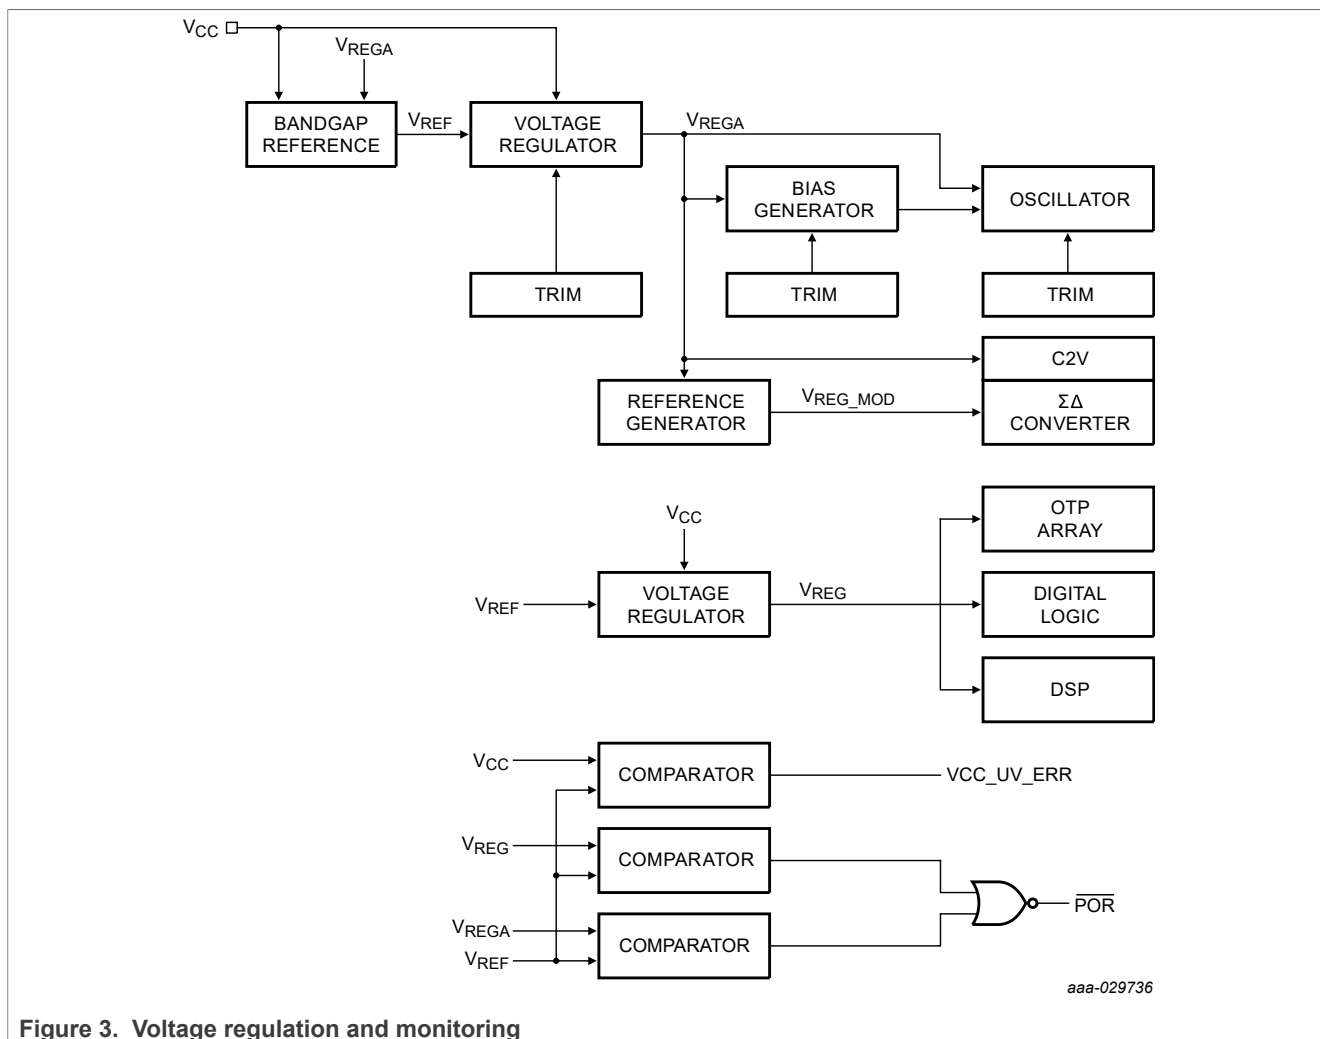 VCC
VREGA
BANDGAP
REFERENCE
VREF
VOLTAGE
REGULATOR
VREGA
BIAS
GENERATOR
OSCILLATOR
TRIM
TRIM
TRIM
C2V
REFERENCE
GENERATOR
VREG_MOD
ΣΔ
CONVERTER
VCC
OTP
ARRAY
VREF
VOLTAGE
REGULATOR
VREG
DIGITAL
LOGIC
DSP
VCC
COMPARATOR
VCC_UV_ERR
VREG
COMPARATOR
VREGA
VREF
COMPARATOR
P̅O̅R̅
aaa-029736
Figure 3. Voltage regulation and monitoring